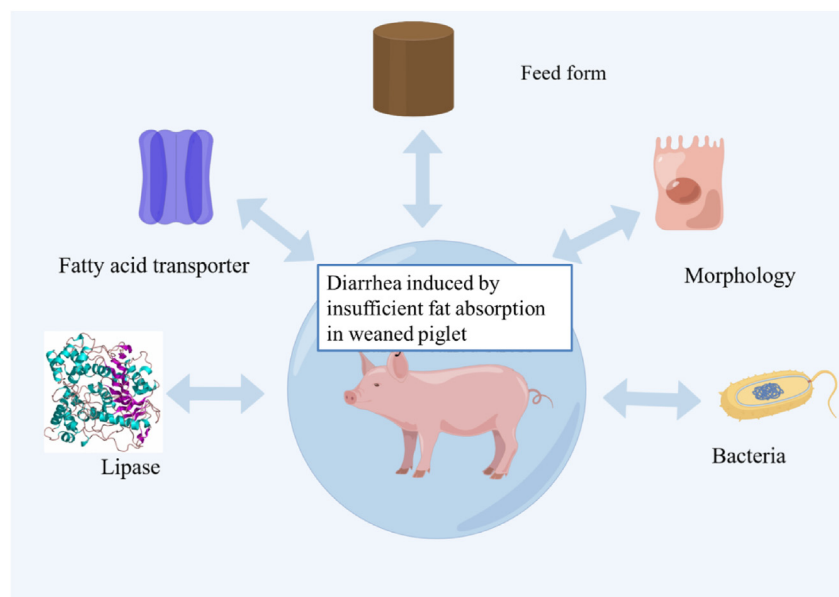 Feed form
Fatty acid transporter
Morphology
Diarrhea induced by
insufficient fat absorption
in weaned piglet
Lipase
Bacteria